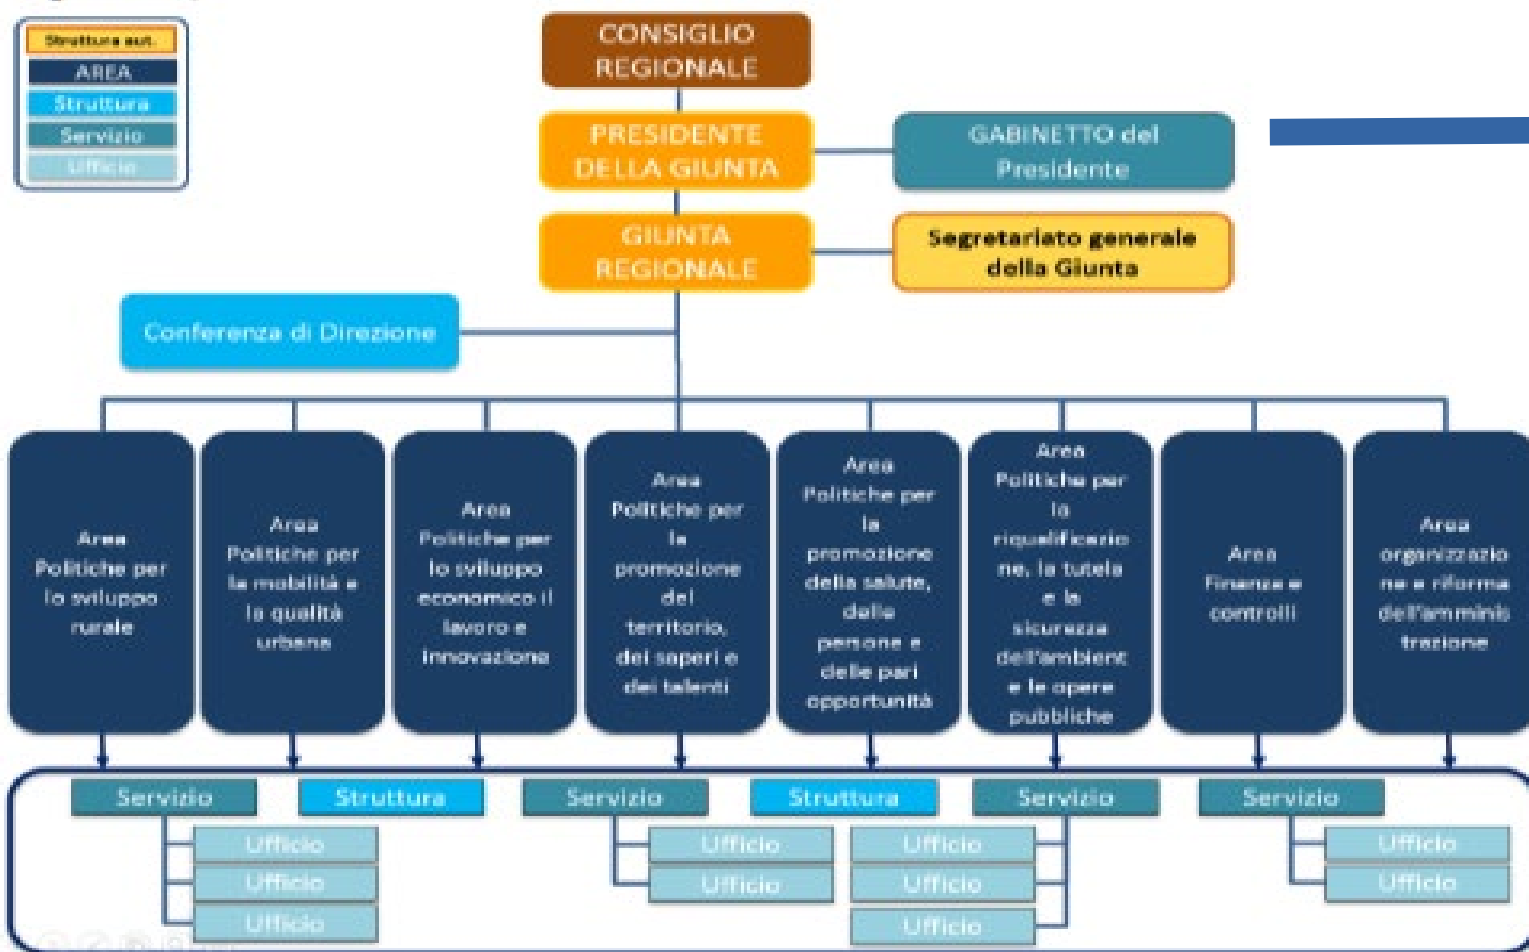 Struttura aut.
AREA
Struttura
Servizio
Ufficio
CONSIGLIO
REGIONALE
PRESIDENTE
DELLA GIUNTA
GABINETTO del
Presidente
GIUNTA
REGIONALE
Segretariato generale
della Giunta
Conferenza di Direzione
Area
Politiche per
lo sviluppo
rurale
Area
Politiche per
la mobilità e
la qualità
urbana
Area
Politiche per
lo sviluppo
economico il
lavoro e
innovazione
Area
Politiche per
la
promozione
del
territorio,
dei saperi e
dei talenti
Area
Politiche per
la
promozione
della salute,
delle
persone e
delle pari
opportunità
Area
Politiche per
la
riqualificazio
ne, la tutela
e la
sicurezza
dell'ambient
e le opere
pubbliche
Area
Finanza e
controlli
Area
organizzazio
ne e riforma
dell'amminis
trazione
Servizio
Struttura
Servizio
Struttura
Servizio
Servizio
Ufficio
Ufficio
Ufficio
Ufficio
Ufficio
Ufficio
Ufficio
Ufficio
Ufficio
Ufficio